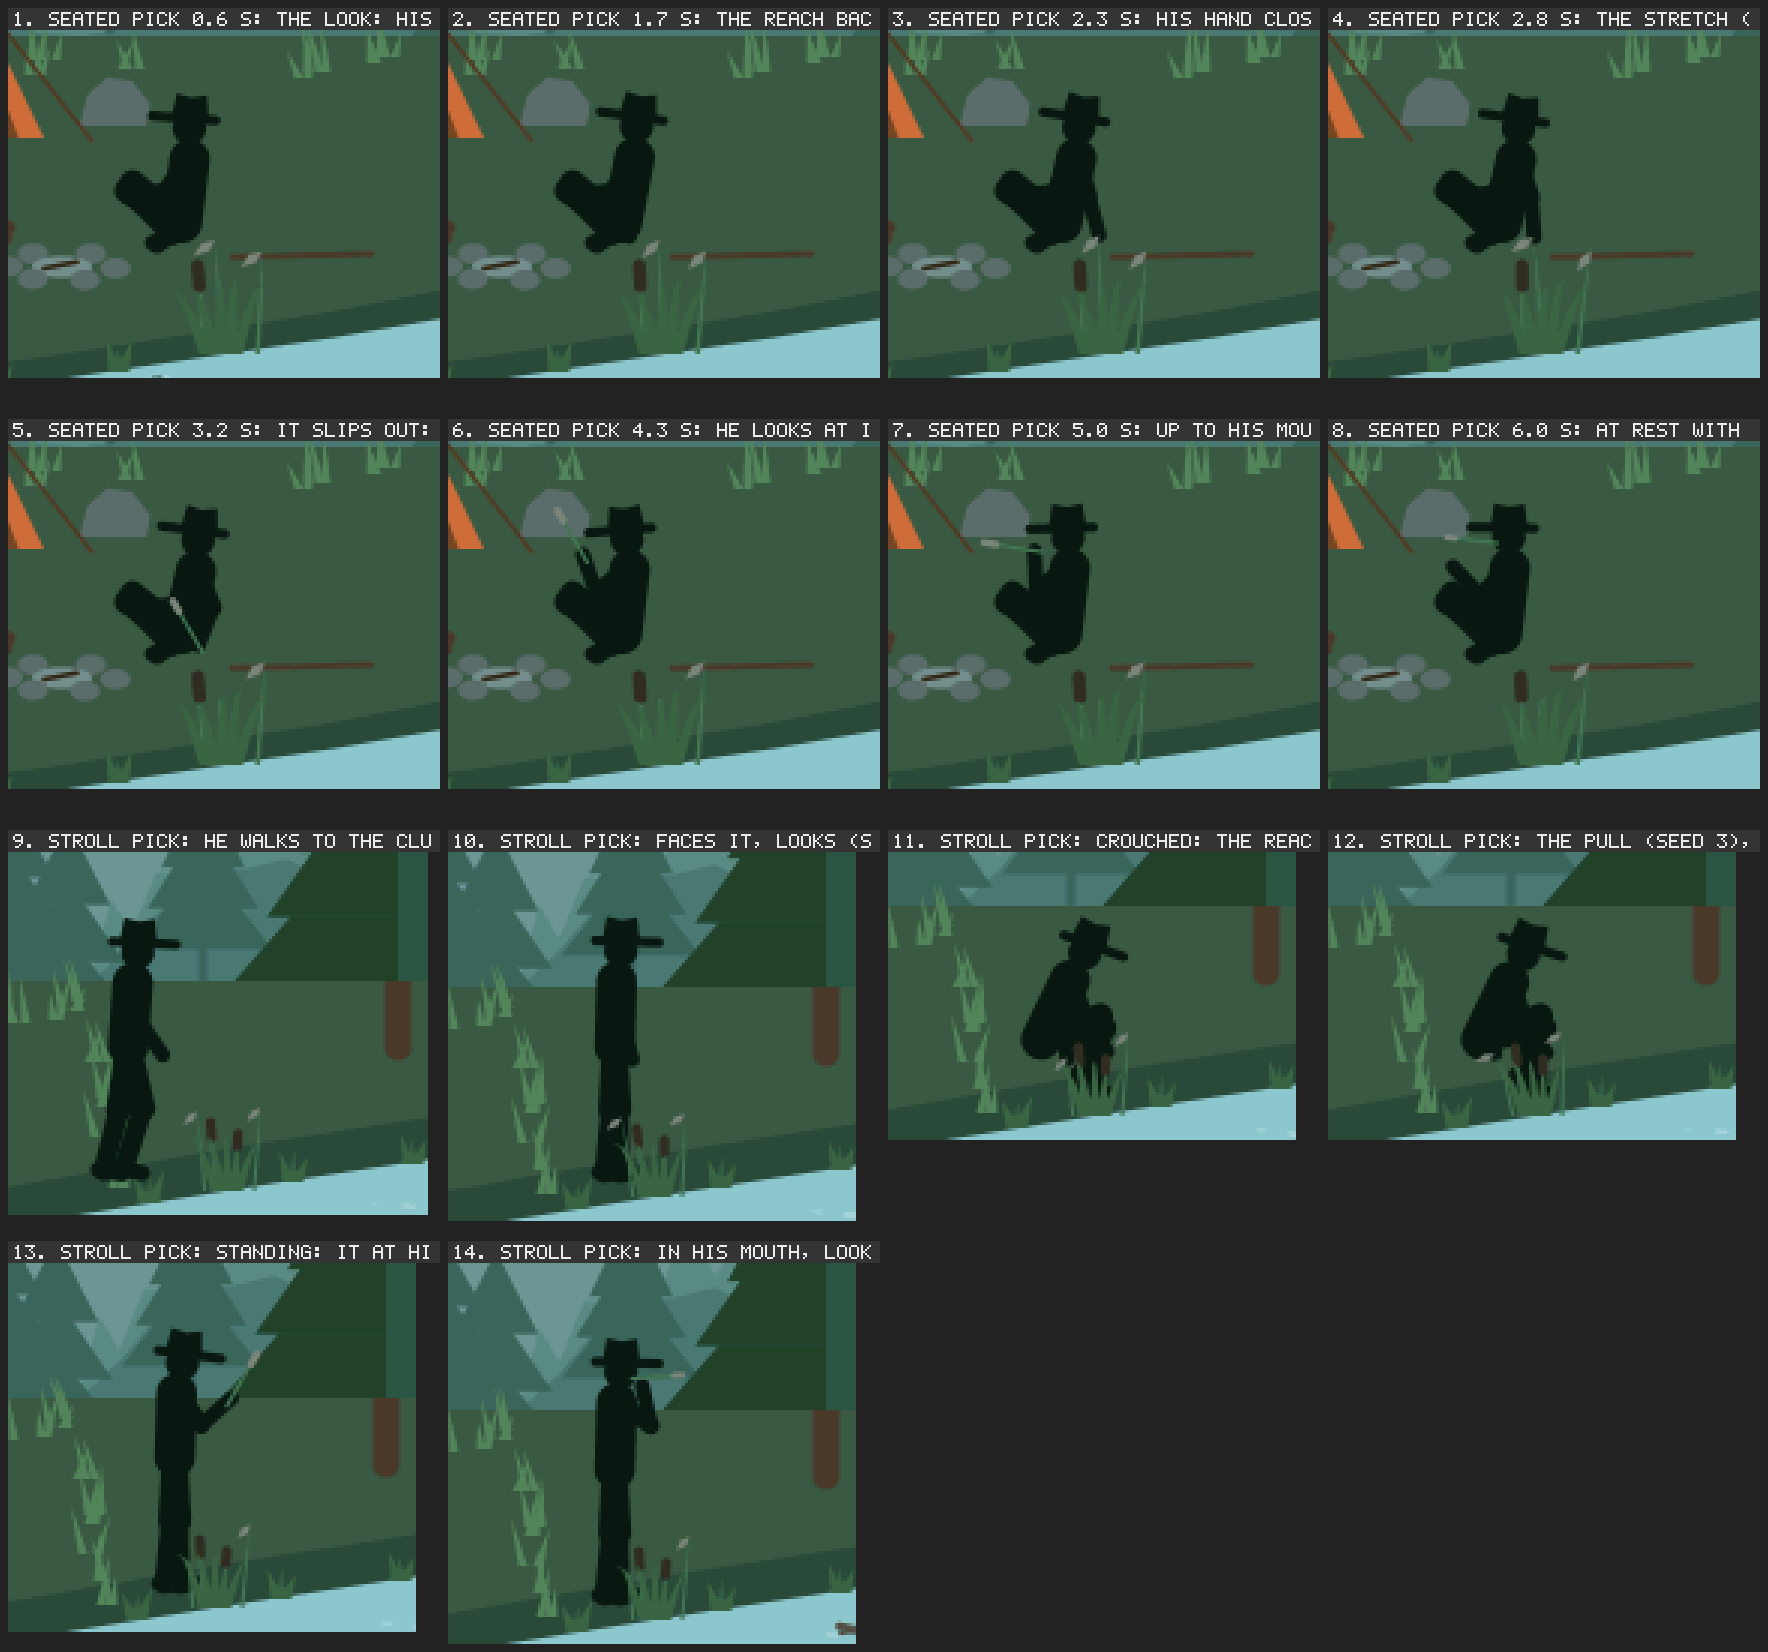 1. SEATED PICK 0.6 S: THE LOOK: HIS
2. SEATED PICK 1.7 S: THE REACH BAC
3. SEATED PICK 2.3 S: HIS HAND CLOS
4. SEATED PICK 2.8 S: THE STRETCH (
5. SEATED PICK 3.2 S: IT SLIPS OUT:
6. SEATED PICK 4.3 S: HE LOOKS AT I
7. SEATED PICK 5.0 S: UP TO HIS MOU
8. SEATED PICK 6.0 S: AT REST WITH
9. STROLL PICK: HE WALKS TO THE CLU
10. STROLL PICK: FACES IT, LOOKS (S
11. STROLL PICK: CROUCHED: THE REAC
12. STROLL PICK: THE PULL (SEED 3),
13. STROLL PICK: STANDING: IT AT HI
14. STROLL PICK: IN HIS MOUTH, LOOK